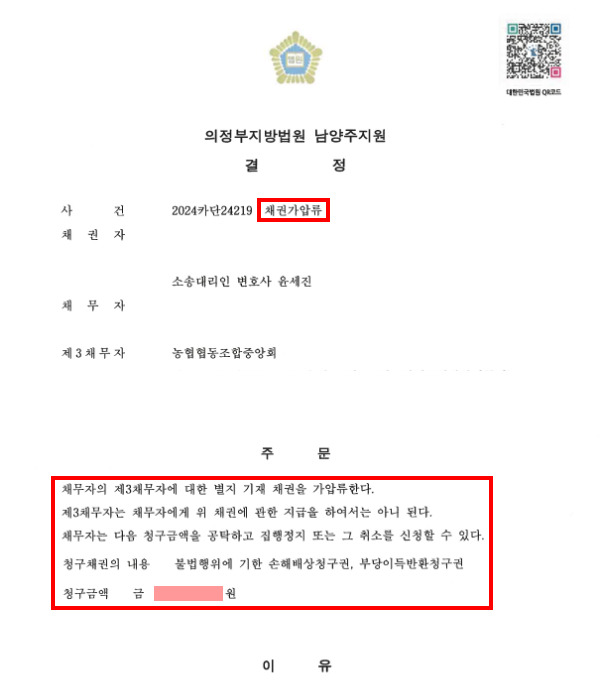 대한민국법원 QR코드
법원
의정부지방법원 남양주지원
결 정
사 건 2024카단24219 채권가압류
채 권 자
소송대리인 변호사 윤세진
채 무 자
제 3 채 무 자 농협협동조합중앙회
주 문
채무자의 제3채무자에 대한 별지 기재 채권을 가압류한다.
제3채무자는 채무자에게 위 채권에 관한 지급을 하여서는 아니 된다.
채무자는 다음 청구금액을 공탁하고 집행정지 또는 그 취소를 신청할 수 있다.
청구채권의 내용 불법행위에 기한 손해배상청구권, 부당이득반환청구권
청구금액 금 원
이 유